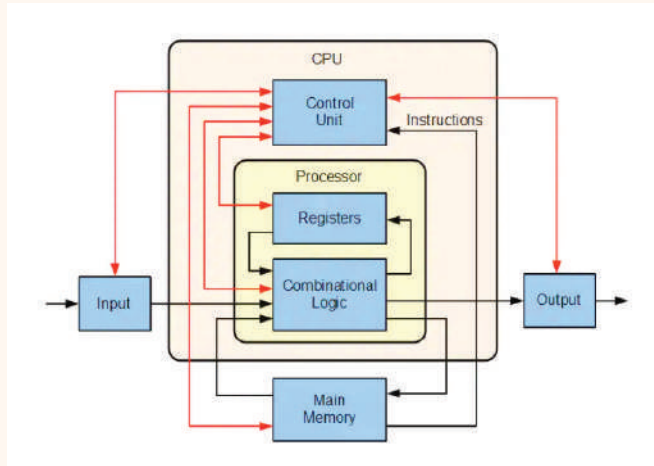 CPU
Control
Unit
Instructions
Processor
Registers
Combinational
Logic
Input
Output
Main
Memory